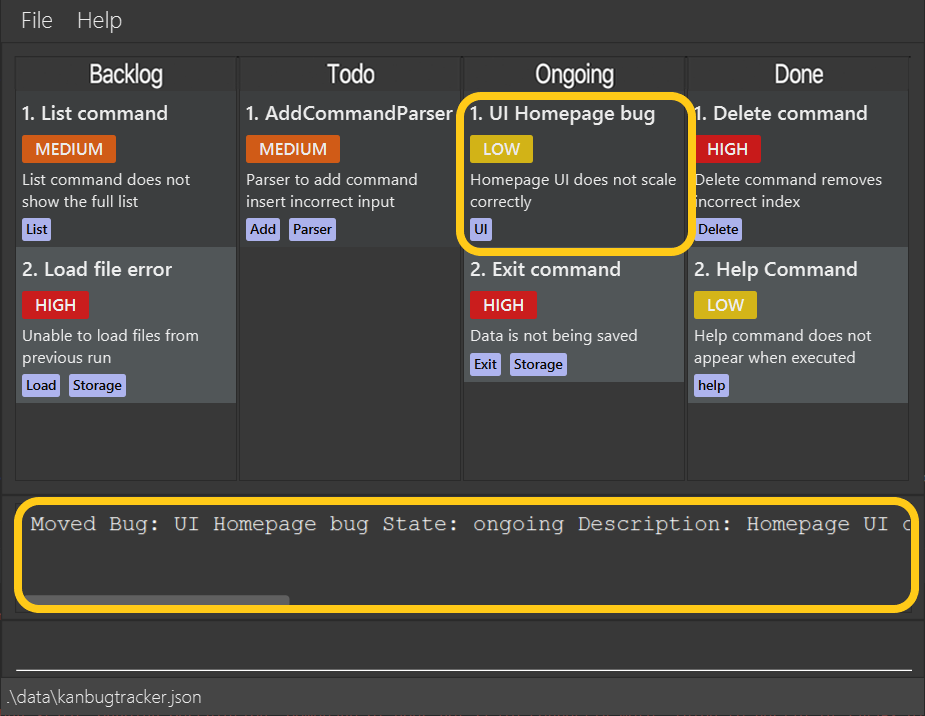 File Help
Backlog
1. List command
MEDIUM
List command does not
show the full list
List
2. Load file error
HIGH
Unable to load files from
previous run
Load Storage
Todo
1. AddCommandParser
MEDIUM
Parser to add command
insert incorrect input
Add Parser
Ongoing
1. UI Homepage bug
LOW
Homepage UI does not scale
correctly
UI
2. Exit command
HIGH
Data is not being saved
Exit Storage
Done
1. Delete command
HIGH
Delete command removes
incorrect index
Delete
2. Help Command
LOW
Help command does not
appear when executed
help
Moved Bug: UI Homepage bug State: ongoing Description: Homepage UI
.\data\kanbugtracker.json